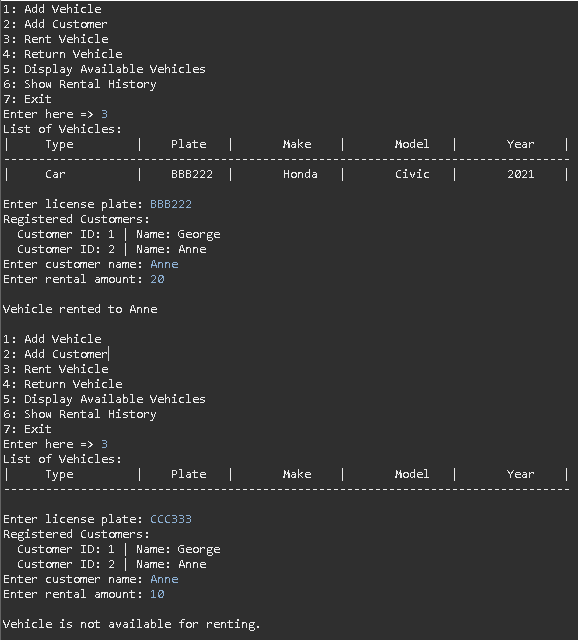 1: Add Vehicle
2: Add Customer
3: Rent Vehicle
4: Return Vehicle
5: Display Available Vehicles
6: Show Rental History
7: Exit
Enter here => 3
List of Vehicles:
|     Type         |    Plate   |       Make    |       Model   |       Year    |
---------------------------------------------------------------------------------
|     Car          |    BBB222  |       Honda   |       Civic   |       2021    |
Enter license plate: BBB222
Registered Customers:
  Customer ID: 1 | Name: George
  Customer ID: 2 | Name: Anne
Enter customer name: Anne
Enter rental amount: 20
Vehicle rented to Anne
1: Add Vehicle
2: Add Customer
3: Rent Vehicle
4: Return Vehicle
5: Display Available Vehicles
6: Show Rental History
7: Exit
Enter here => 3
List of Vehicles:
|     Type         |    Plate   |       Make    |       Model   |       Year    |
---------------------------------------------------------------------------------
Enter license plate: CCC333
Registered Customers:
  Customer ID: 1 | Name: George
  Customer ID: 2 | Name: Anne
Enter customer name: Anne
Enter rental amount: 10
Vehicle is not available for renting.